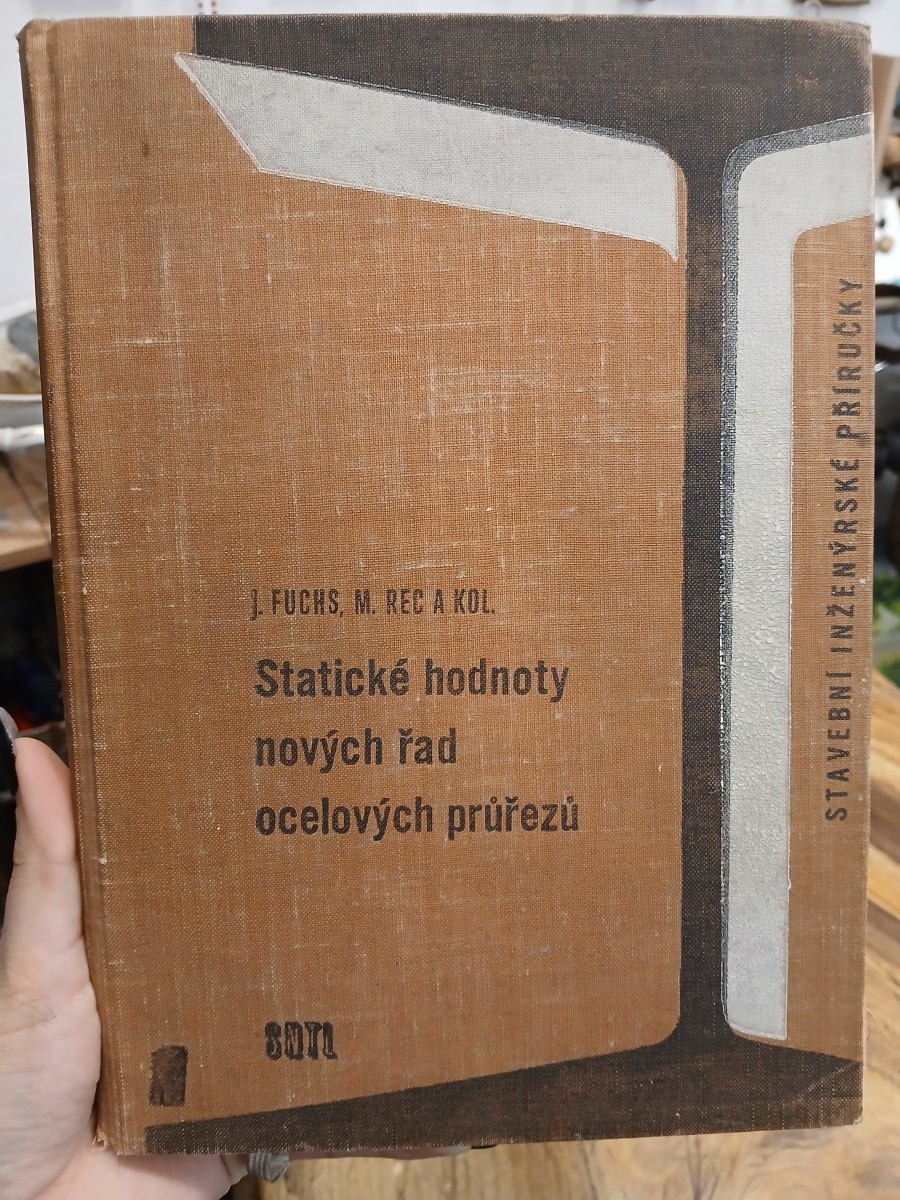 J. FUCHS, M. REC A KOL.
Statické hodnoty
nových řad
ocelových průřezů
SNTL
STAVEBNÍ INŽENÝRSKÉ PŘÍRUČKY